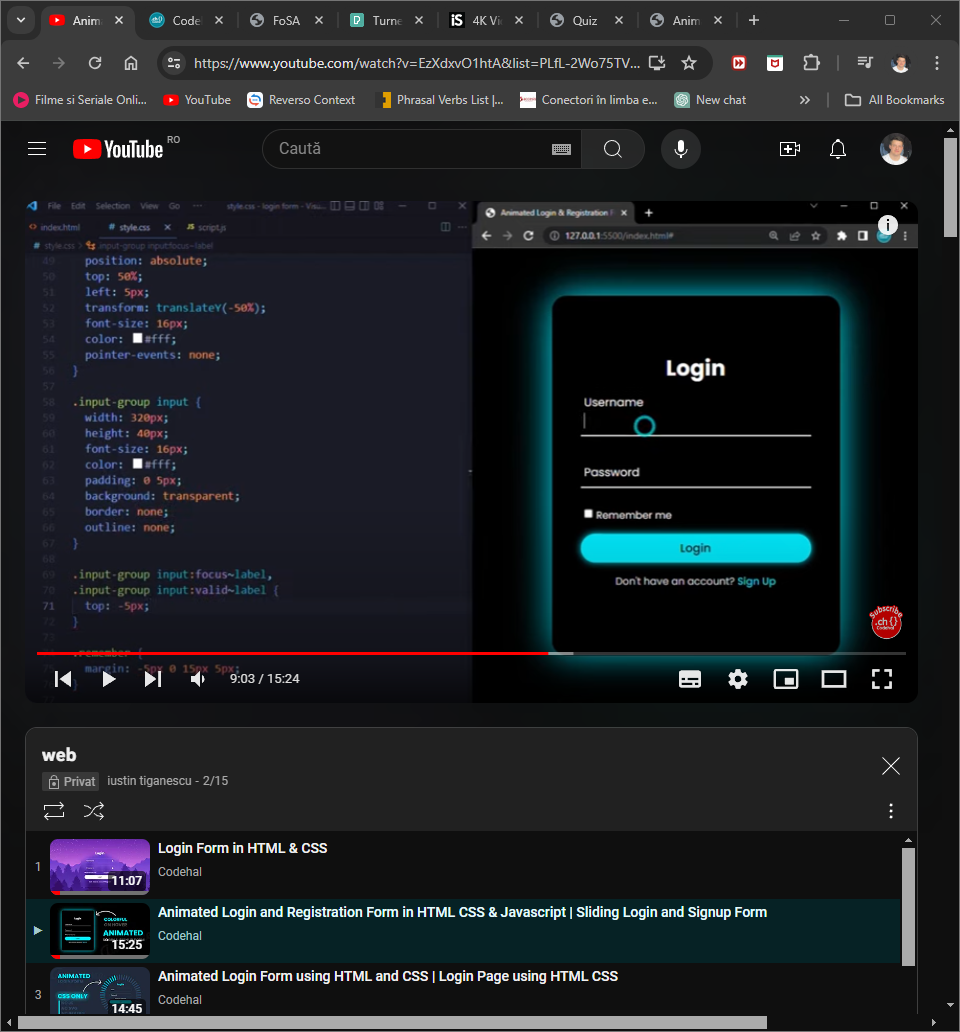 Anima
Codel
FoSA
Turne
iS
4K Vi
Quiz
Anim
https://www.youtube.com/watch?v=EzXdxvO1htA&list=PLfL-2Wo75TV...
Filme si Seriale Onli...
YouTube
Reverso Context
Phrasal Verbs List |...
Conectori în limba e...
New chat
All Bookmarks
YouTube RO
Caută
File Edit Selection View Go ... style.css - login form - Visu...
index.html
style.css
script.js
# style.css > .input-group input:focus~label
49 position: absolute;
50 top: 50%;
51 left: 5px;
52 transform: translateY(-50%);
53 font-size: 16px;
54 color: #fff;
55 pointer-events: none;
56 }
57
58 .input-group input {
59 width: 320px;
60 height: 40px;
61 font-size: 16px;
62 color: #fff;
63 padding: 0 5px;
64 background: transparent;
65 border: none;
66 outline: none;
67 }
68
69 .input-group input:focus~label,
70 .input-group input:valid~label {
71 top: -5px;
72 }
73
.remember {
margin: -5px 0 15px 5px;
}
Animated Login & Registration F
127.0.0.1:5500/index.html#
i
Login
Username
Password
Remember me
Login
Don't have an account? Sign Up
Subscribe
.ch {}
Codehal
9:03 / 15:24
web
Privat
iustin tiganescu - 2/15
1
11:07
Login Form in HTML & CSS
Codehal
COLORFUL
ANIMATED
15:25
Animated Login and Registration Form in HTML CSS & Javascript | Sliding Login and Signup Form
Codehal
3
ANIMATED
CSS ONLY
14:45
Animated Login Form using HTML and CSS | Login Page using HTML CSS
Codehal